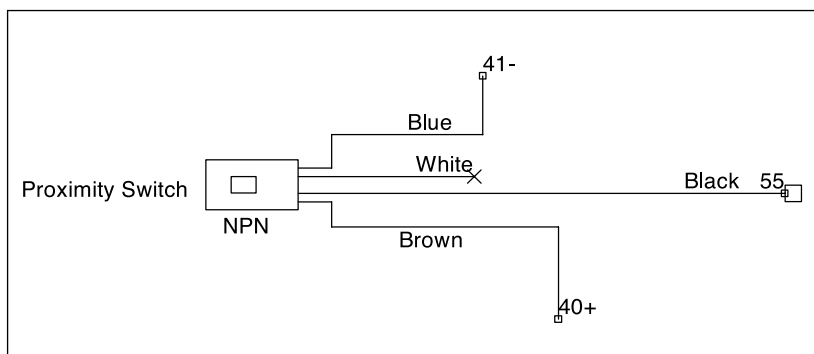 41-
Blue
White
Proximity Switch
Black 55
NPN
Brown
40+